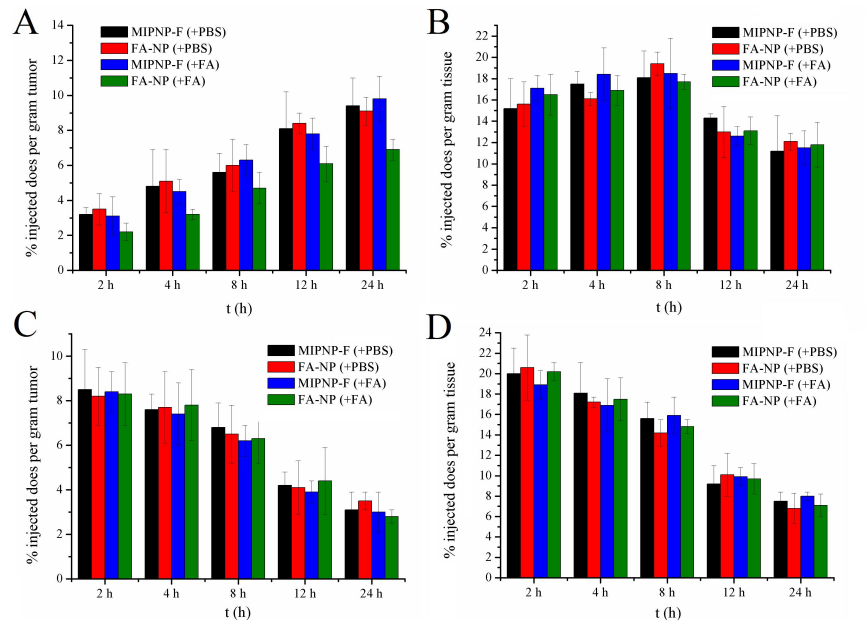 A
MIPNP-F (+PBS)
FA-NP (+PBS)
MIPNP-F (+FA)
FA-NP (+FA)
% injected does per gram tumor
14
12
10
8
6
4
2
0
2 h 4 h 8 h 12 h 24 h
t (h)
B
MIPNP-F (+PBS)
FA-NP (+PBS)
MIPNP-F (+FA)
FA-NP (+FA)
% injected does per gram tissue
22
20
18
16
14
12
10
8
6
4
2
0
2 h 4 h 8 h 12 h 24 h
t (h)
C
MIPNP-F (+PBS)
FA-NP (+PBS)
MIPNP-F (+FA)
FA-NP (+FA)
% injected does per gram tumor
10
8
6
4
2
0
2 h 4 h 8 h 12 h 24 h
t (h)
D
MIPNP-F (+PBS)
FA-NP (+PBS)
MIPNP-F (+FA)
FA-NP (+FA)
% injected does per gram tissue
24
22
20
18
16
14
12
10
8
6
4
2
0
2 h 4 h 8 h 12 h 24 h
t (h)